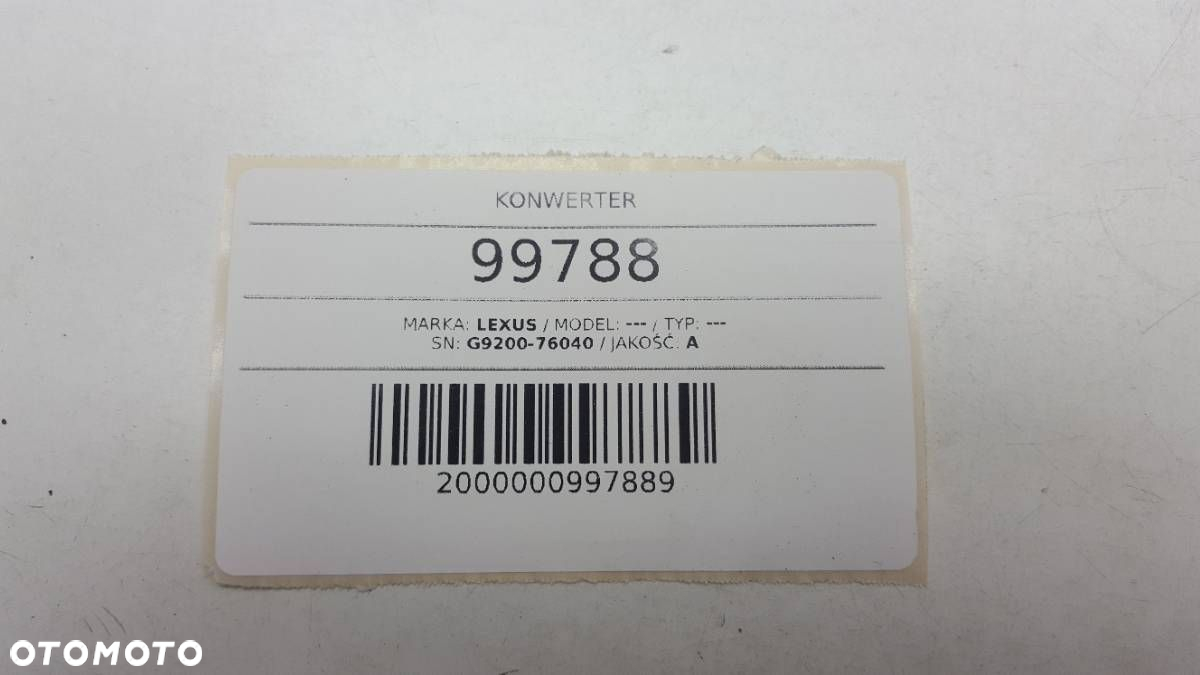 KONWERTER
99788
MARKA: LEXUS / MODEL: --- / TYP: ---
SN: G9200-76040 / JAKOŚĆ: A
2000000997889
OTOMOTO